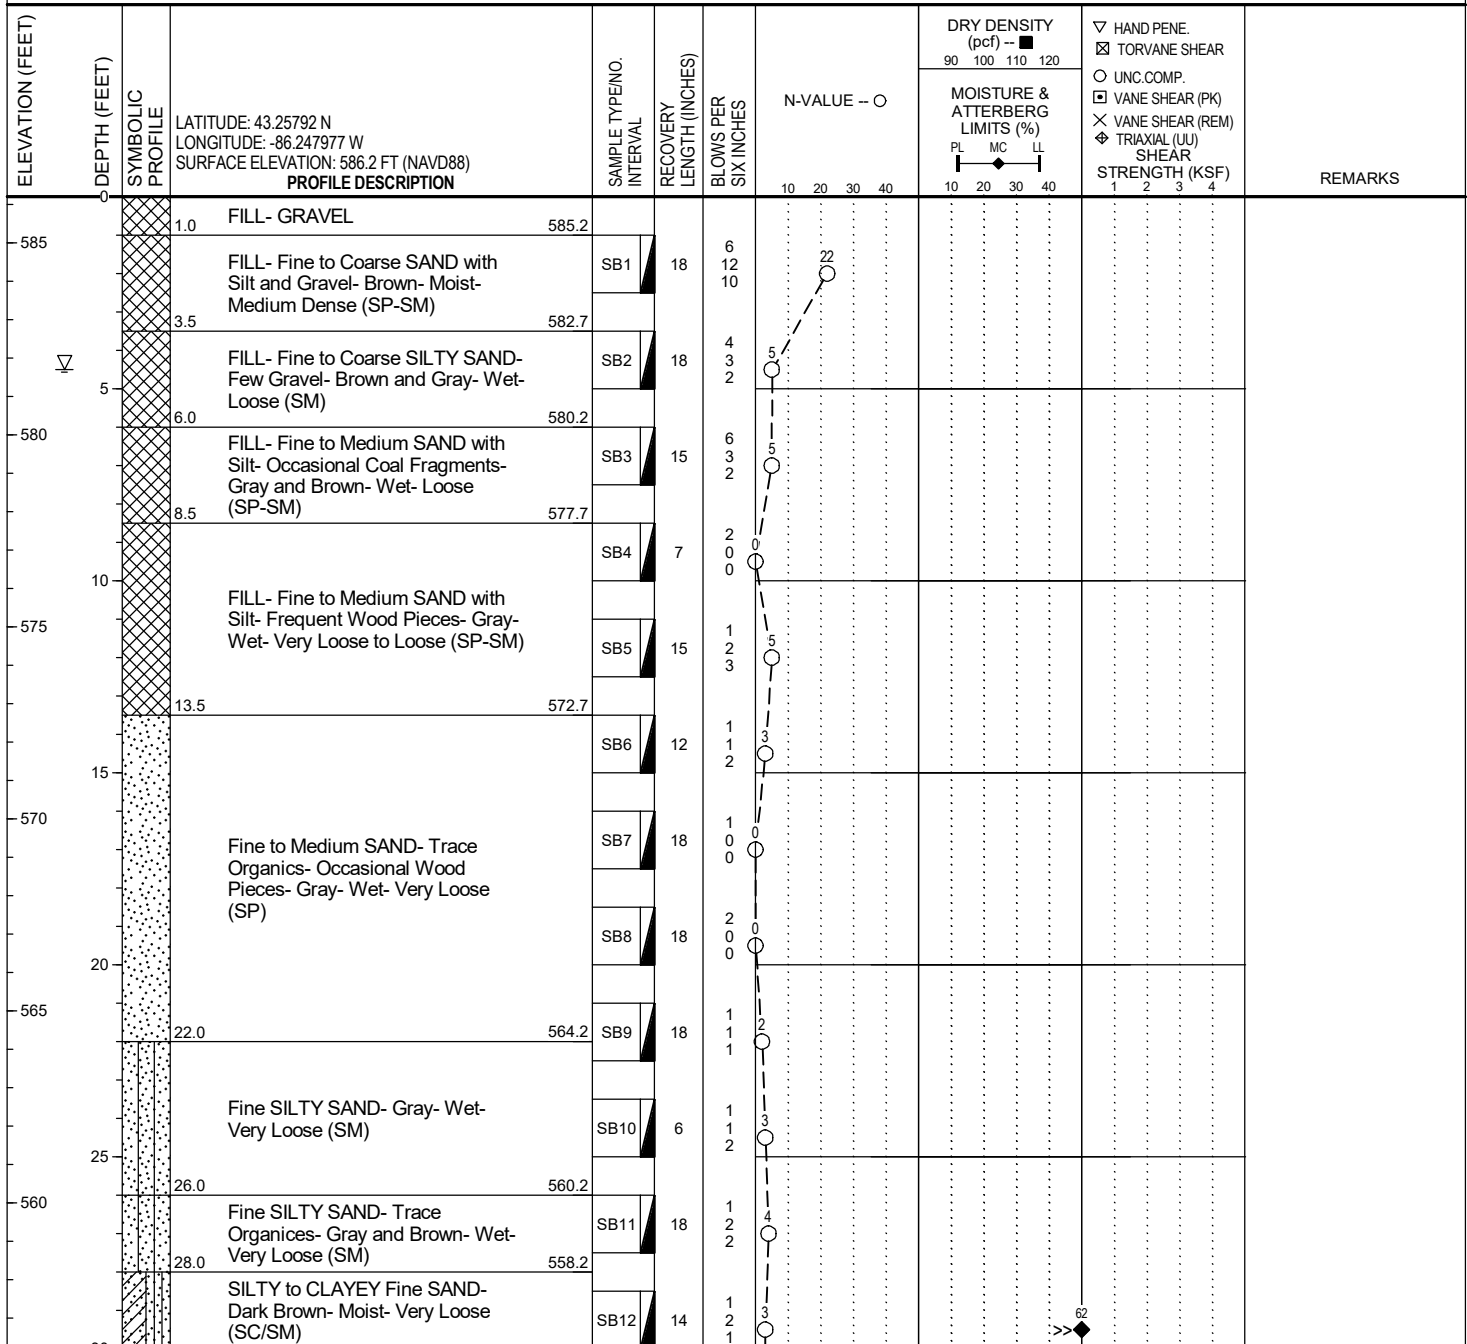 ELEVATION (FEET)
DEPTH (FEET)
SYMBOLIC
PROFILE
LATITUDE: 43.25792 N
LONGITUDE: -86.247977 W
SURFACE ELEVATION: 586.2 FT (NAVD88)
PROFILE DESCRIPTION
SAMPLE TYPE/NO.
INTERVAL
RECOVERY
LENGTH (INCHES)
BLOWS PER
SIX INCHES
N-VALUE -- O
10 20 30 40
DRY DENSITY
(pcf) -- ■
90 100 110 120
MOISTURE &
ATTERBERG
LIMITS (%)
PL MC LL
10 20 30 40
▽ HAND PENE.
⊠ TORVANE SHEAR
○ UNC.COMP.
⊡ VANE SHEAR (PK)
✕ VANE SHEAR (REM)
TRIAXIAL (UU)
SHEAR
STRENGTH (KSF)
1 2 3 4
REMARKS
0
1.0 FILL- GRAVEL 585.2
585
FILL- Fine to Coarse SAND with
Silt and Gravel- Brown- Moist-
Medium Dense (SP-SM)
3.5 582.7
SB1 18
6
12
10
22
FILL- Fine to Coarse SILTY SAND-
Few Gravel- Brown and Gray- Wet-
Loose (SM)
5
6.0 580.2
SB2 18
4
3
2
5
580
FILL- Fine to Medium SAND with
Silt- Occasional Coal Fragments-
Gray and Brown- Wet- Loose
(SP-SM)
8.5 577.7
SB3 15
6
3
2
5
SB4 7
2
0
0
0
10
FILL- Fine to Medium SAND with
Silt- Frequent Wood Pieces- Gray-
Wet- Very Loose to Loose (SP-SM)
575
SB5 15
1
2
3
5
13.5 572.7
SB6 12
1
1
2
3
15
570
SB7 18
1
0
0
0
Fine to Medium SAND- Trace
Organics- Occasional Wood
Pieces- Gray- Wet- Very Loose
(SP)
SB8 18
2
0
0
0
20
565
22.0 564.2
SB9 18
1
1
1
2
Fine SILTY SAND- Gray- Wet-
Very Loose (SM)
SB10 6
1
1
2
3
25
26.0 560.2
560
Fine SILTY SAND- Trace
Organices- Gray and Brown- Wet-
Very Loose (SM)
28.0 558.2
SB11 18
1
2
2
4
SILTY to CLAYEY Fine SAND-
Dark Brown- Moist- Very Loose
(SC/SM)
SB12 14
1
2
1
3
62
>>